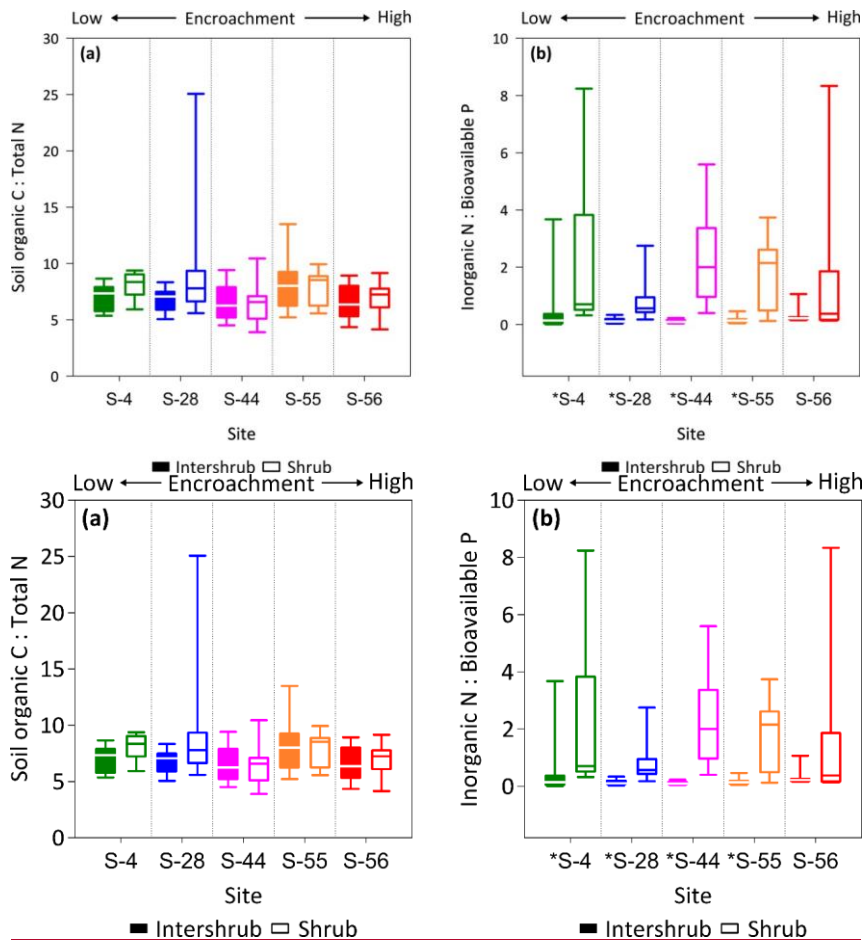 Low ← Encroachment → High
(a)
Soil organic C : Total N
30
25
20
15
10
5
0
S-4 S-28 S-44 S-55 S-56
Site
Intershrub Shrub
Low ← Encroachment → High
(b)
Inorganic N : Bioavailable P
10
8
6
4
2
0
*S-4 *S-28 *S-44 *S-55 S-56
Site
Intershrub Shrub
Low ← Encroachment → High
(a)
Soil organic C : Total N
30
25
20
15
10
5
0
S-4 S-28 S-44 S-55 S-56
Site
Intershrub Shrub
Low ← Encroachment → High
(b)
Inorganic N : Bioavailable P
10
8
6
4
2
0
*S-4 *S-28 *S-44 *S-55 S-56
Site
Intershrub Shrub